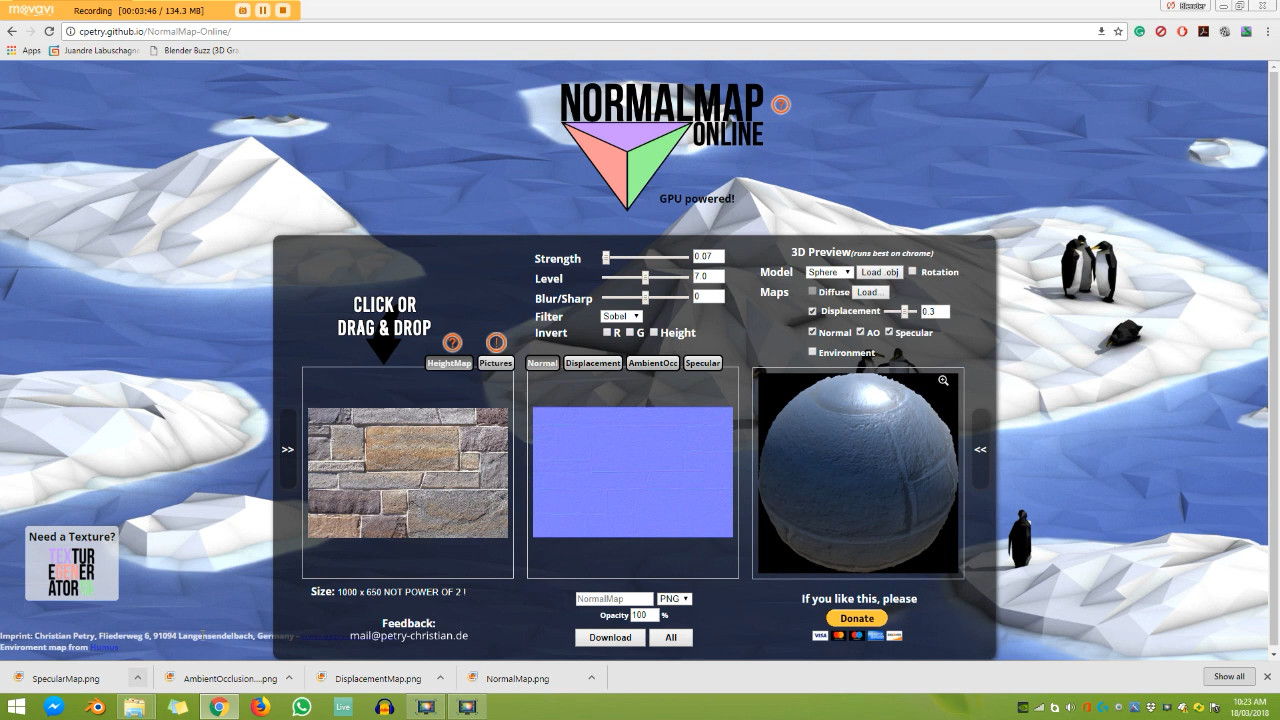 movavi Recording [00:03:46 / 134.3 MB]
Blender
cpetry.github.io/NormalMap-Online/
Apps Juandre Labuschagn Blender Buzz (3D Gra
NORMALMAP
ONLINE
GPU powered!
CLICK OR
DRAG & DROP
HeightMap Pictures
Strength 0.07
Level 7.0
Blur/Sharp 0
Filter Sobel
Invert R G Height
Normal Displacement AmbientOcc Specular
3D Preview(runs best on chrome)
Model Sphere Load .obj Rotation
Maps Diffuse Load...
Displacement 0.3
Normal AO Specular
Environment
>>
<<
Need a Texture?
TEXTUR
EGENER
ATOR
Size: 1000 x 650 NOT POWER OF 2 !
Feedback:
mail@petry-christian.de
NormalMap PNG
Opacity 100 %
Download All
If you like this, please
Donate
VISA
Imprint: Christian Petry, Fliederweg 6, 91094 Langensendelbach, Germany -
Enviroment map from Humus
SpecularMap.png AmbientOcclusion....png DisplacementMap.png NormalMap.png Show all
Live
10:23 AM
18/03/2018